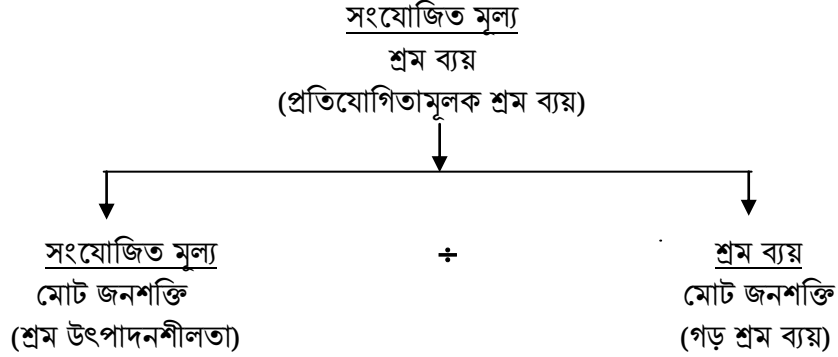 সংযোজিত মূল্য
শ্রম ব্যয়
(প্রতিযোগিতামূলক শ্রম ব্যয়)
সংযোজিত মূল্য ÷ শ্রম ব্যয়
মোট জনশক্তি মোট জনশক্তি
(শ্রম উৎপাদনশীলতা) (গড় শ্রম ব্যয়)